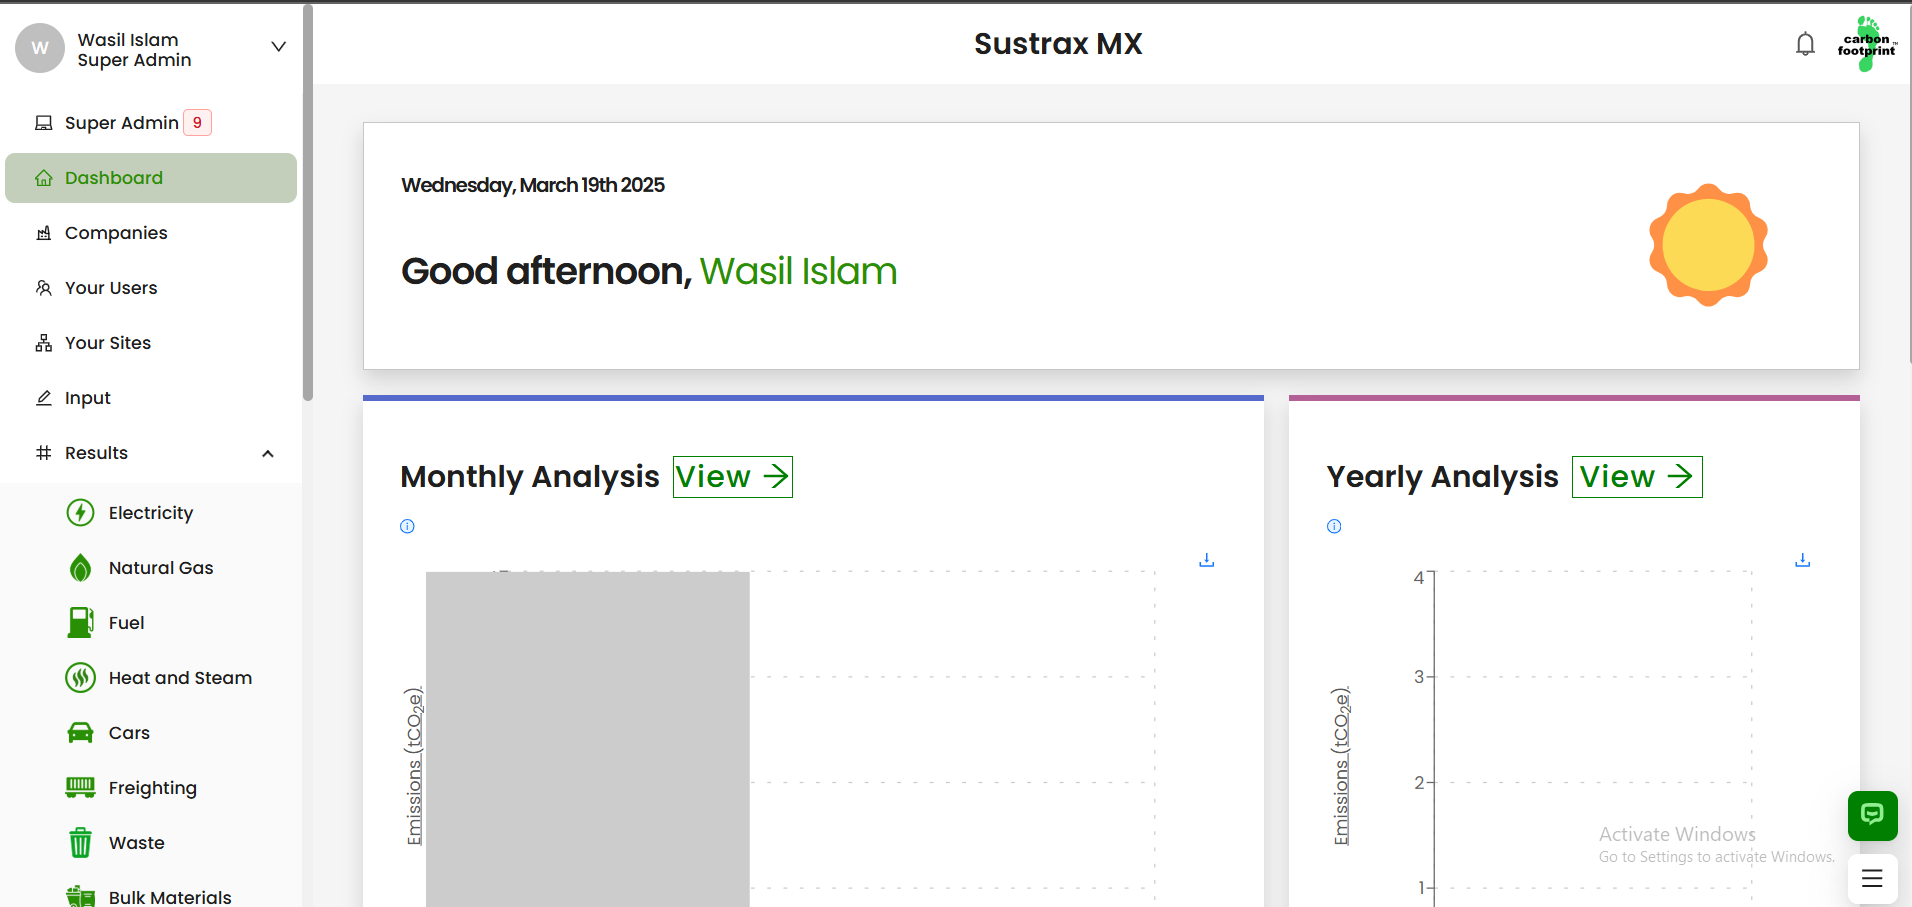 W
Wasil Islam
Super Admin
Sustrax MX
carbon
footprint™
Super Admin 9
Dashboard
Companies
Your Users
Your Sites
Input
Results
Electricity
Natural Gas
Fuel
Heat and Steam
Cars
Freighting
Waste
Bulk Materials
Wednesday, March 19th 2025
Good afternoon, Wasil Islam
Monthly Analysis View →
Emissions (tCO₂e)
Yearly Analysis View →
4
3
2
1
Emissions (tCO₂e)
Activate Windows
Go to Settings to activate Windows.